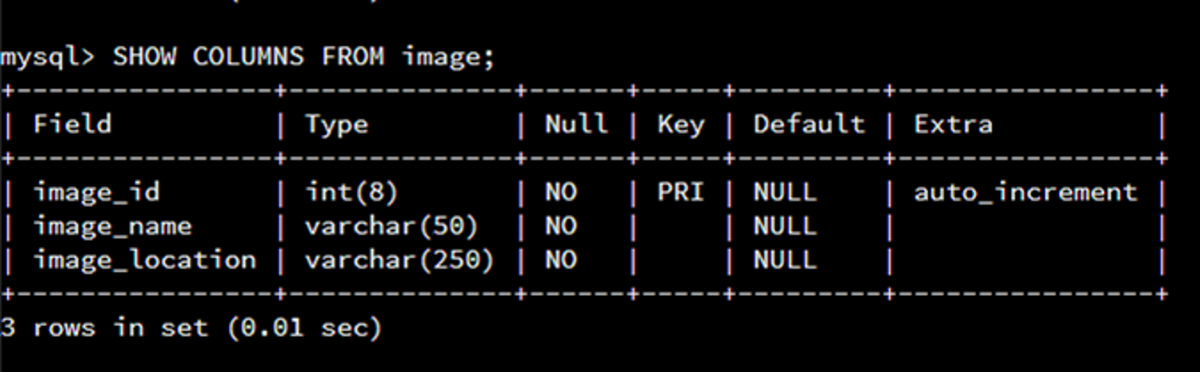 mysql> SHOW COLUMNS FROM image;
+----------------+--------------+------+-----+---------+----------------+
| Field          | Type         | Null | Key | Default | Extra          |
+----------------+--------------+------+-----+---------+----------------+
| image_id       | int(8)       | NO   | PRI | NULL    | auto_increment |
| image_name     | varchar(50)  | NO   |     | NULL    |                |
| image_location | varchar(250) | NO   |     | NULL    |                |
+----------------+--------------+------+-----+---------+----------------+
3 rows in set (0.01 sec)